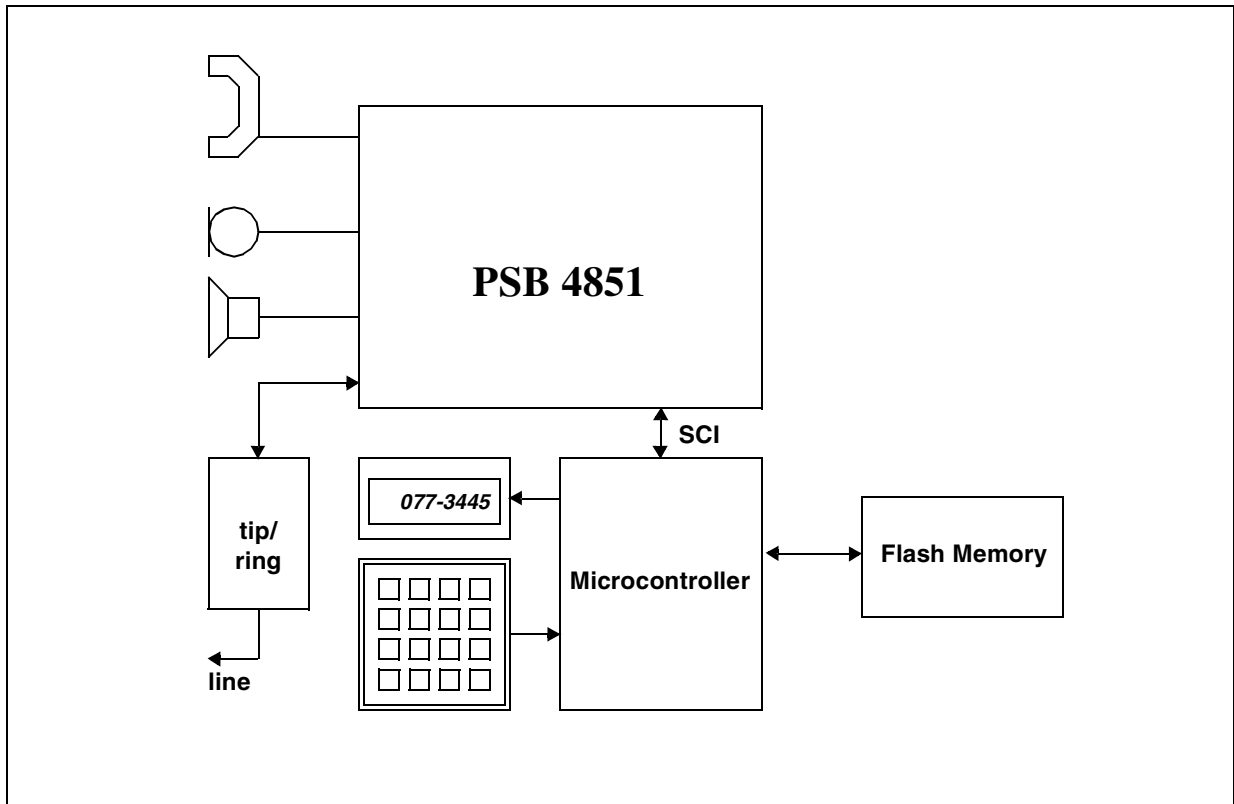 PSB 4851
SCI
077-3445
tip/
ring
Microcontroller
Flash Memory
line